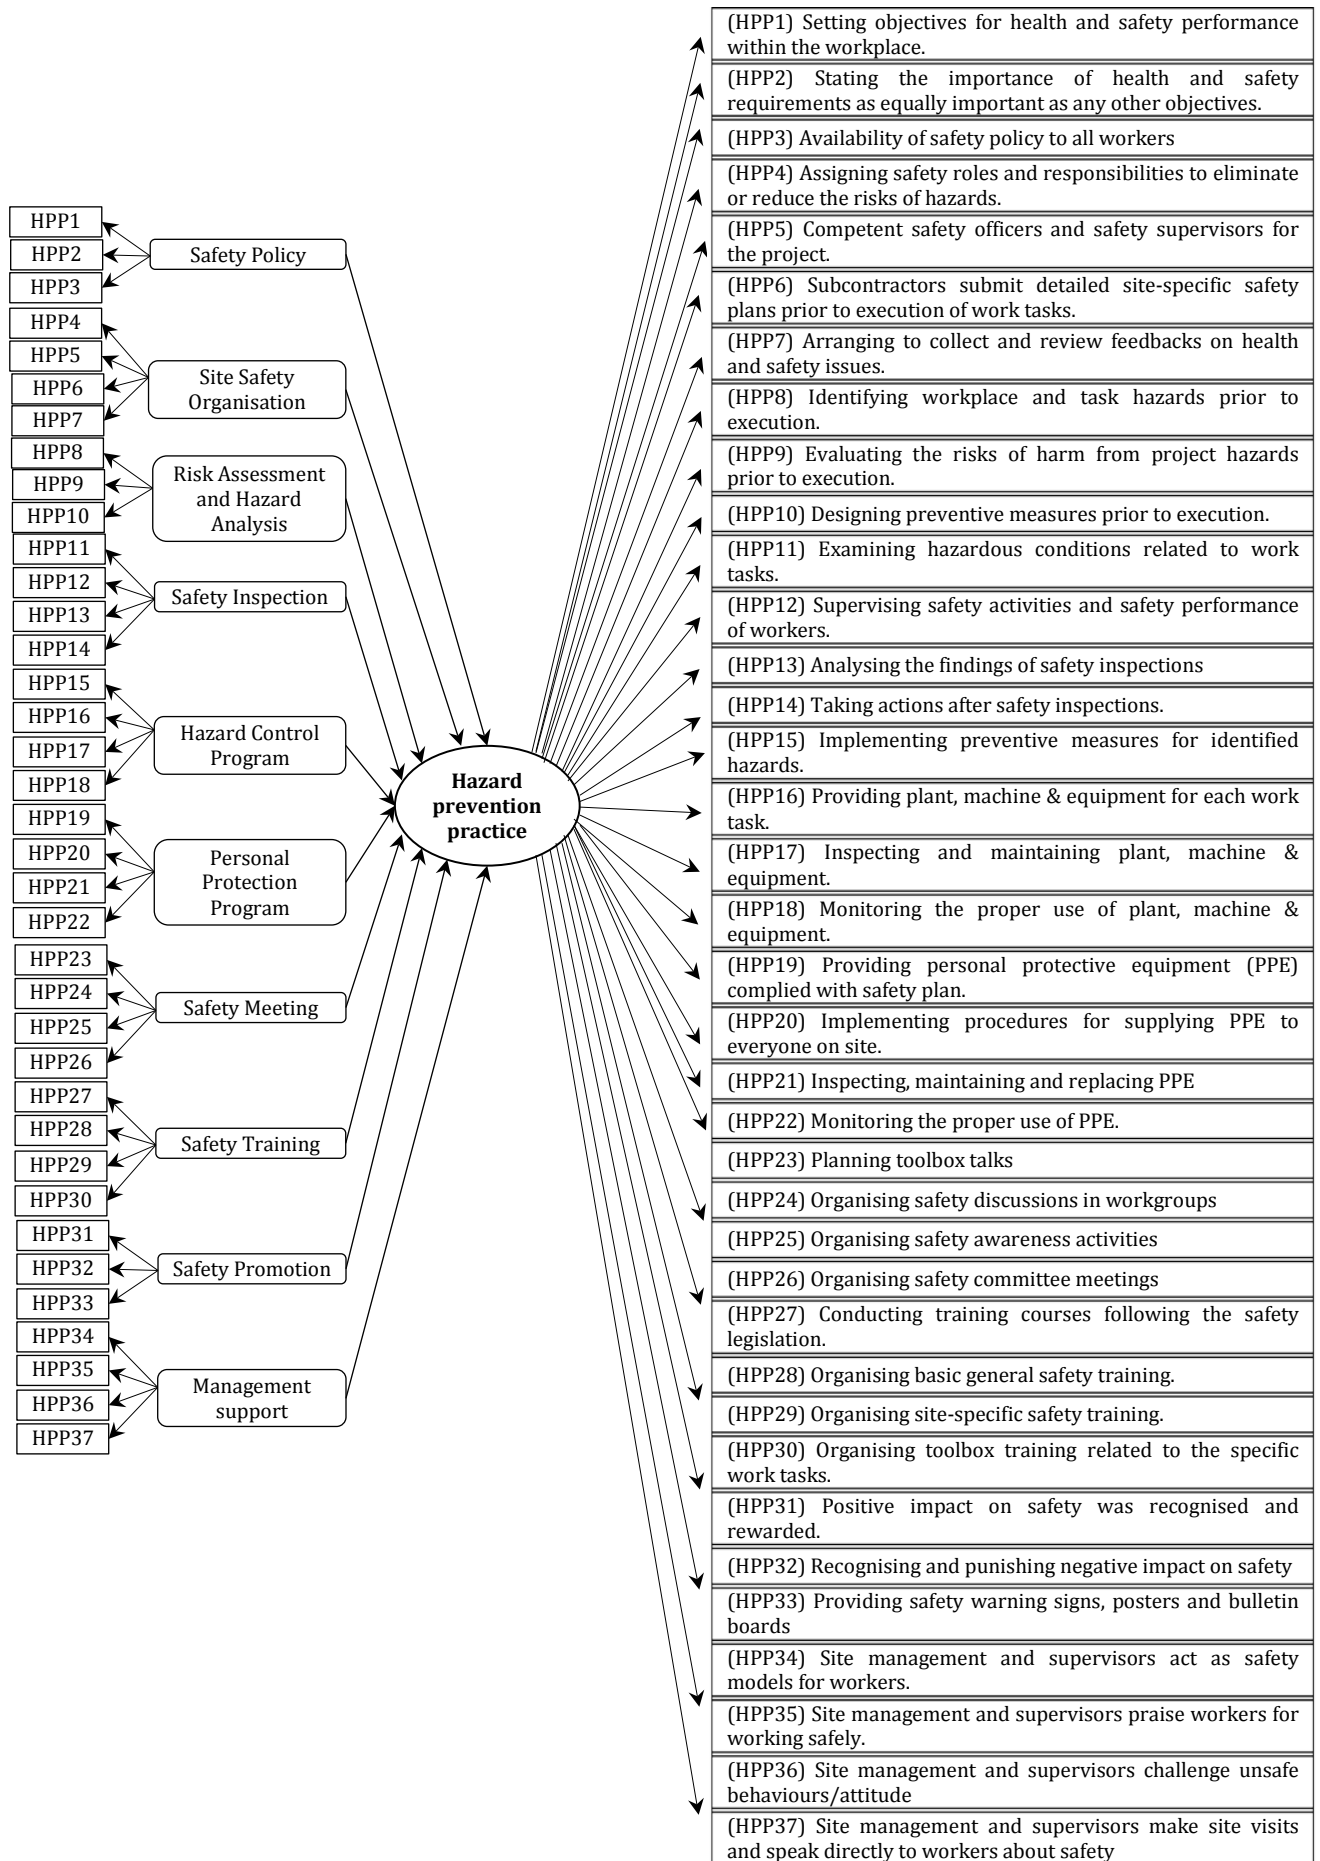 HPP1
HPP2
HPP3
Safety Policy
HPP4
HPP5
HPP6
HPP7
Site Safety
Organisation
HPP8
HPP9
HPP10
Risk Assessment
and Hazard
Analysis
HPP11
HPP12
HPP13
HPP14
Safety Inspection
HPP15
HPP16
HPP17
HPP18
Hazard Control
Program
HPP19
HPP20
HPP21
HPP22
Personal
Protection
Program
HPP23
HPP24
HPP25
HPP26
Safety Meeting
HPP27
HPP28
HPP29
HPP30
Safety Training
HPP31
HPP32
HPP33
Safety Promotion
HPP34
HPP35
HPP36
HPP37
Management
support
Hazard
prevention
practice
(HPP1) Setting objectives for health and safety performance
within the workplace.
(HPP2) Stating the importance of health and safety
requirements as equally important as any other objectives.
(HPP3) Availability of safety policy to all workers
(HPP4) Assigning safety roles and responsibilities to eliminate
or reduce the risks of hazards.
(HPP5) Competent safety officers and safety supervisors for
the project.
(HPP6) Subcontractors submit detailed site-specific safety
plans prior to execution of work tasks.
(HPP7) Arranging to collect and review feedbacks on health
and safety issues.
(HPP8) Identifying workplace and task hazards prior to
execution.
(HPP9) Evaluating the risks of harm from project hazards
prior to execution.
(HPP10) Designing preventive measures prior to execution.
(HPP11) Examining hazardous conditions related to work
tasks.
(HPP12) Supervising safety activities and safety performance
of workers.
(HPP13) Analysing the findings of safety inspections
(HPP14) Taking actions after safety inspections.
(HPP15) Implementing preventive measures for identified
hazards.
(HPP16) Providing plant, machine & equipment for each work
task.
(HPP17) Inspecting and maintaining plant, machine &
equipment.
(HPP18) Monitoring the proper use of plant, machine &
equipment.
(HPP19) Providing personal protective equipment (PPE)
complied with safety plan.
(HPP20) Implementing procedures for supplying PPE to
everyone on site.
(HPP21) Inspecting, maintaining and replacing PPE
(HPP22) Monitoring the proper use of PPE.
(HPP23) Planning toolbox talks
(HPP24) Organising safety discussions in workgroups
(HPP25) Organising safety awareness activities
(HPP26) Organising safety committee meetings
(HPP27) Conducting training courses following the safety
legislation.
(HPP28) Organising basic general safety training.
(HPP29) Organising site-specific safety training.
(HPP30) Organising toolbox training related to the specific
work tasks.
(HPP31) Positive impact on safety was recognised and
rewarded.
(HPP32) Recognising and punishing negative impact on safety
(HPP33) Providing safety warning signs, posters and bulletin
boards
(HPP34) Site management and supervisors act as safety
models for workers.
(HPP35) Site management and supervisors praise workers for
working safely.
(HPP36) Site management and supervisors challenge unsafe
behaviours/attitude
(HPP37) Site management and supervisors make site visits
and speak directly to workers about safety